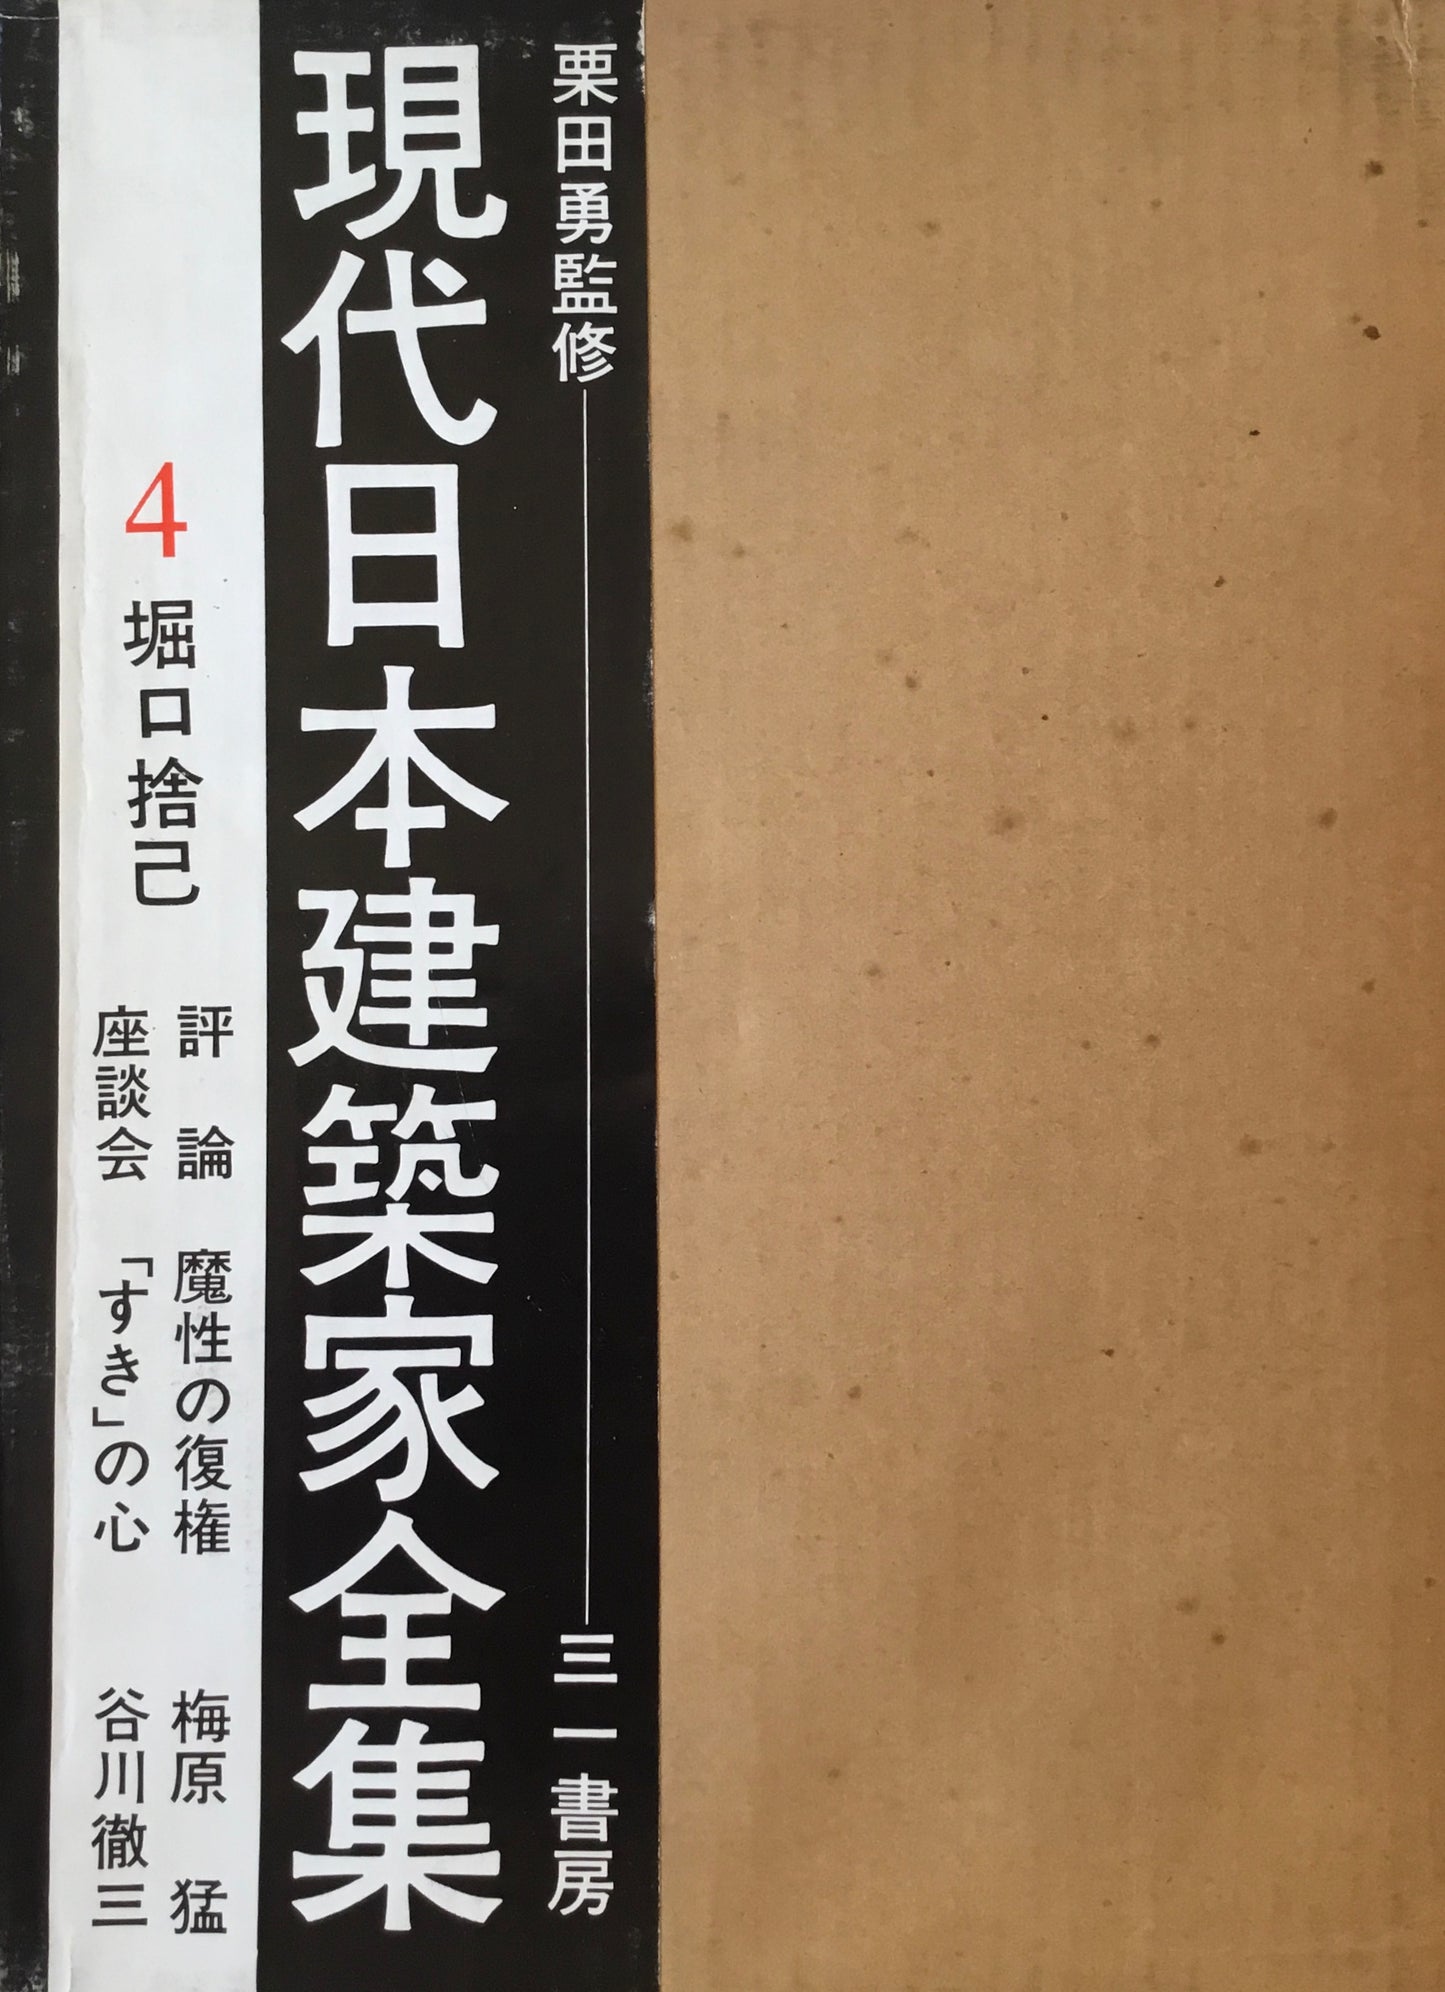 栗田勇監修 三一書房
現代日本建築家全集
4 堀口捨己
評論 魔性の復権 梅原 猛
座談会 「すき」の心 谷川徹三